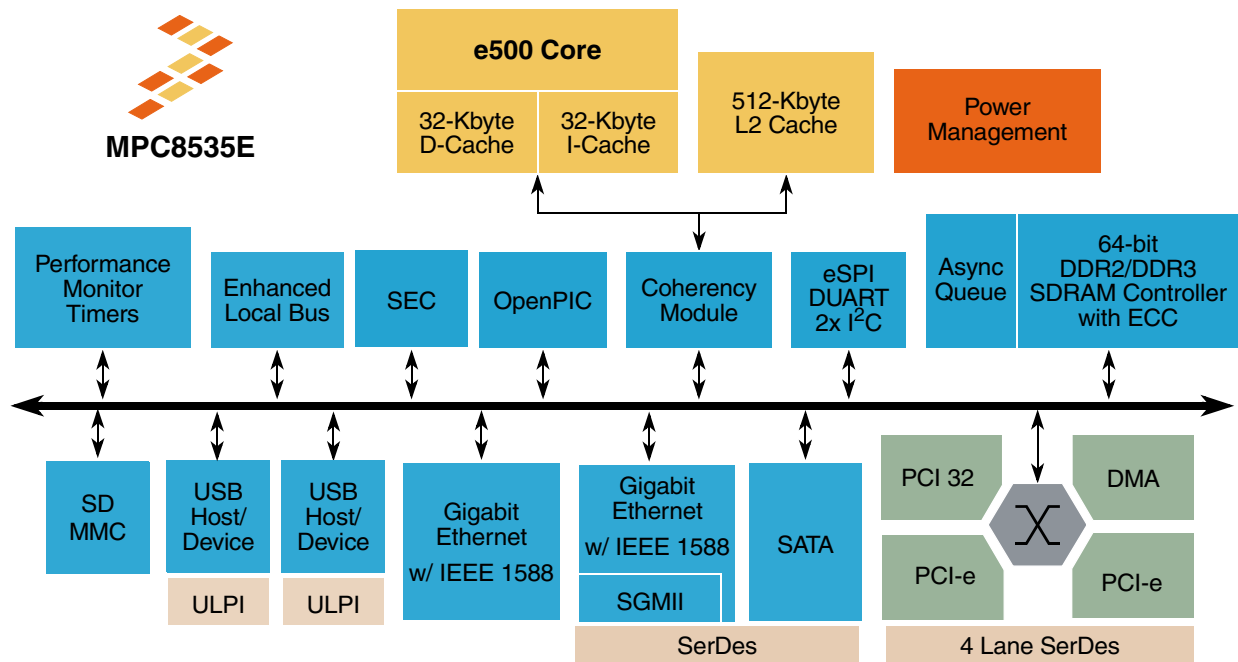 MPC8535E
e500 Core
32-Kbyte
D-Cache
32-Kbyte
I-Cache
512-Kbyte
L2 Cache
Power
Management
Performance
Monitor
Timers
Enhanced
Local Bus
SEC
OpenPIC
Coherency
Module
eSPI
DUART
2x I²C
Async
Queue
64-bit
DDR2/DDR3
SDRAM Controller
with ECC
SD
MMC
USB
Host/
Device
ULPI
USB
Host/
Device
ULPI
Gigabit
Ethernet
w/ IEEE 1588
Gigabit
Ethernet
w/ IEEE 1588
SGMII
SATA
SerDes
PCI 32
DMA
PCI-e
PCI-e
4 Lane SerDes